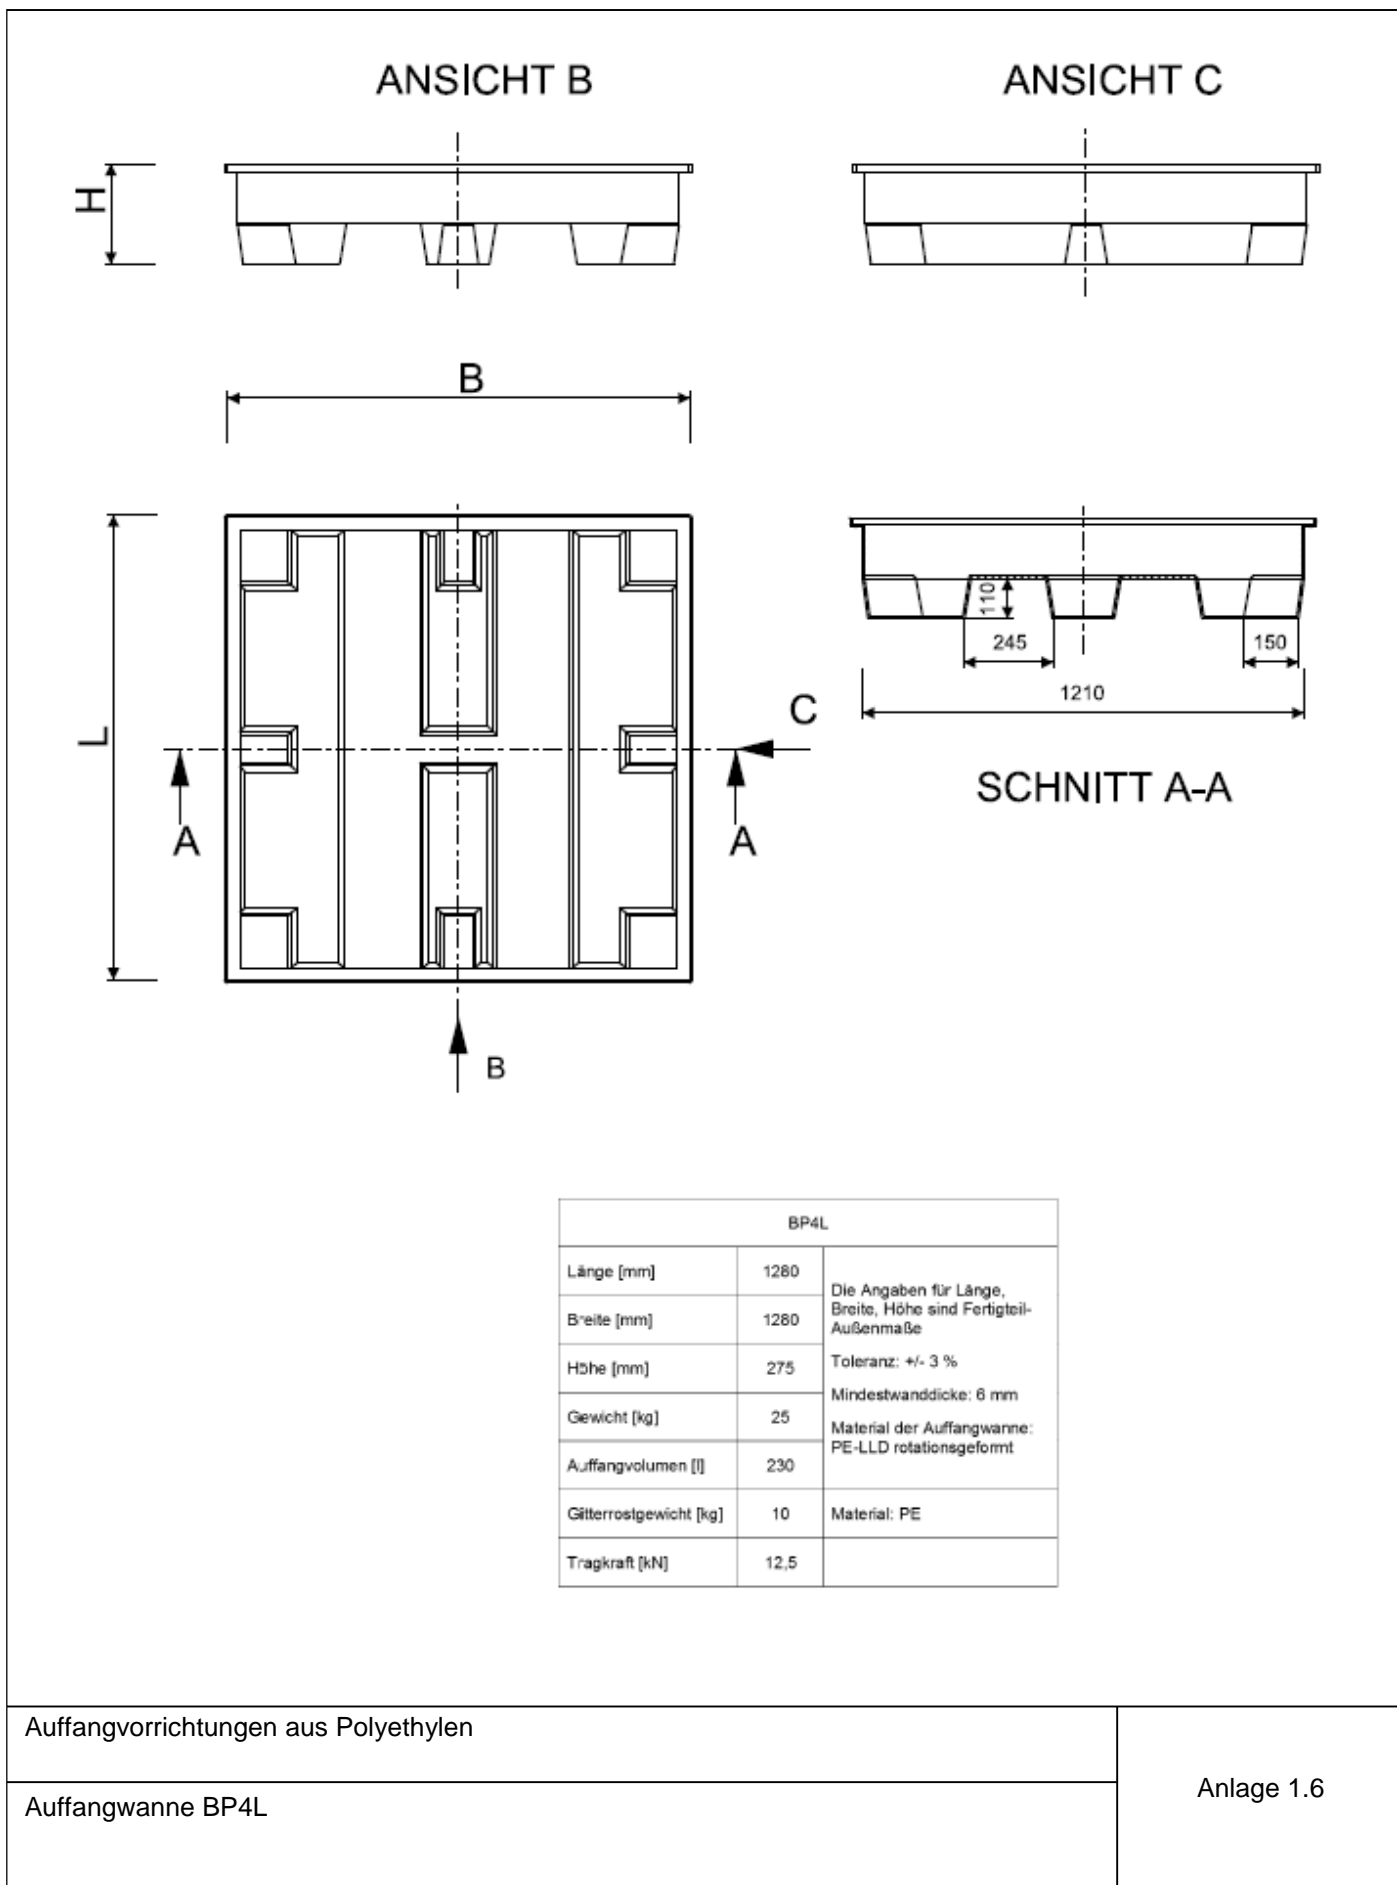 ANSICHT B
ANSICHT C
H
B
L
C
A
A
B
110
245
150
1210
SCHNITT A-A
BP4L
Länge [mm] 1280
Breite [mm] 1280
Höhe [mm] 275
Gewicht [kg] 25
Auffangvolumen [l] 230
Die Angaben für Länge,
Breite, Höhe sind Fertigteil-
Außenmaße
Toleranz: +/- 3 %
Mindestwanddicke: 6 mm
Material der Auffangwanne:
PE-LLD rotationsgeformt
Gitterrostgewicht [kg] 10 Material: PE
Tragkraft [kN] 12,5
Auffangvorrichtungen aus Polyethylen
Auffangwanne BP4L
Anlage 1.6